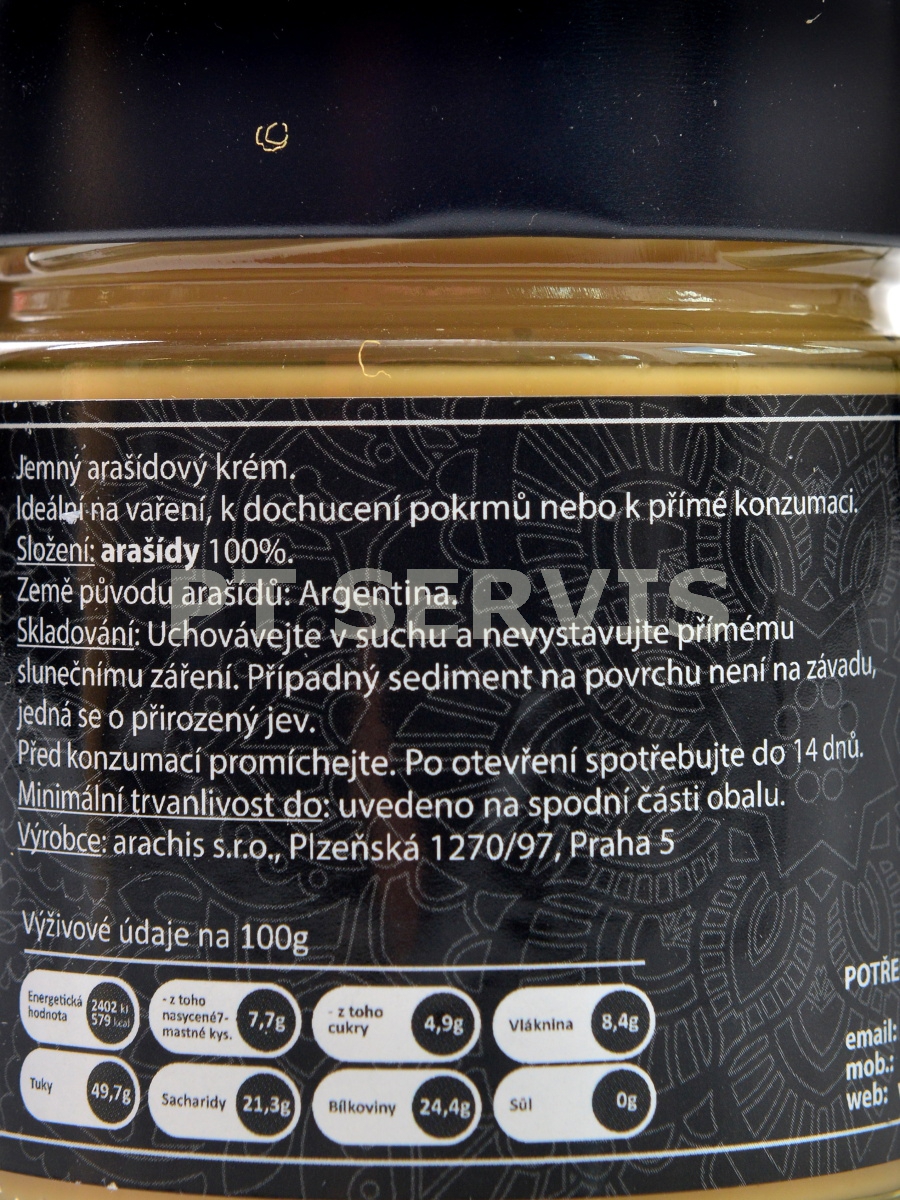 Jemný arašídový krém.
Ideální na vaření, k dochucení pokrmů nebo k přímé konzumaci.
Složení: arašídy 100%.
Země původu arašídů: Argentina.
PT SERVIS
Skladování: Uchovávejte v suchu a nevystavujte přímému
slunečnímu záření. Případný sediment na povrchu není na závadu,
jedná se o přirozený jev.
Před konzumací promíchejte. Po otevření spotřebujte do 14 dnů.
Minimální trvanlivost do: uvedeno na spodní části obalu.
Výrobce: arachis s.r.o., Plzeňská 1270/97, Praha 5
Výživové údaje na 100g
Energetická
hodnota
2402 kJ
579 kcal
- z toho
nasycené7-
mastné kys.
7,7g
- z toho
cukry
4,9g
Vláknina
8,4g
Tuky
49,7g
Sacharidy
21,3g
Bílkoviny
24,4g
Sůl
0g
POTŘE
email:
mob.:
web: